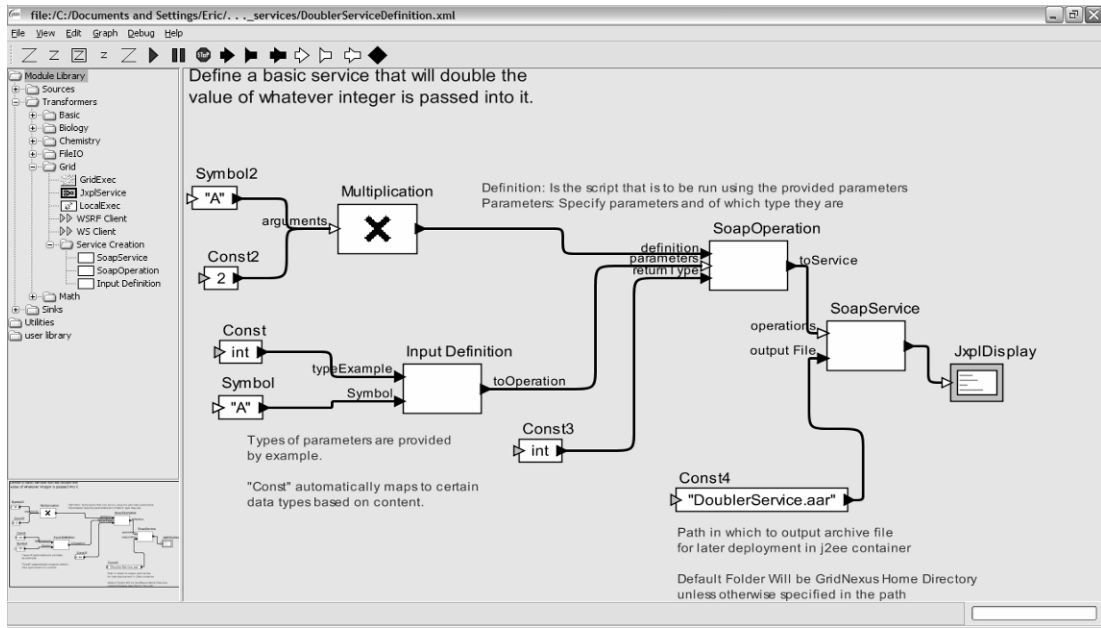 file:/C:/Documents and Settings/Eric/. . ._services/DoublerServiceDefinition.xml
File View Edit Graph Debug Help
STOP
Module Library
Sources
Transformers
Basic
Biology
Chemistry
FileIO
Grid
GridExec
JxplService
LocalExec
WSRF Client
WS Client
Service Creation
SoapService
SoapOperation
Input Definition
Math
Sinks
Utilities
user library
Define a basic service that will double the
value of whatever integer is passed into it.
Symbol2
"A"
arguments
Const2
2
Multiplication
Definition: Is the script that is to be run using the provided parameters
Parameters: Specify parameters and of which type they are
SoapOperation
definition
parameters
returnType
toService
SoapService
operations
output File
JxplDisplay
Const
int
typeExample
Symbol
"A"
Symbol
Input Definition
toOperation
Const3
int
Types of parameters are provided
by example.
"Const" automatically maps to certain
data types based on content.
Const4
"DoublerService.aar"
Path in which to output archive file
for later deployment in j2ee container
Default Folder Will be GridNexus Home Directory
unless otherwise specified in the path